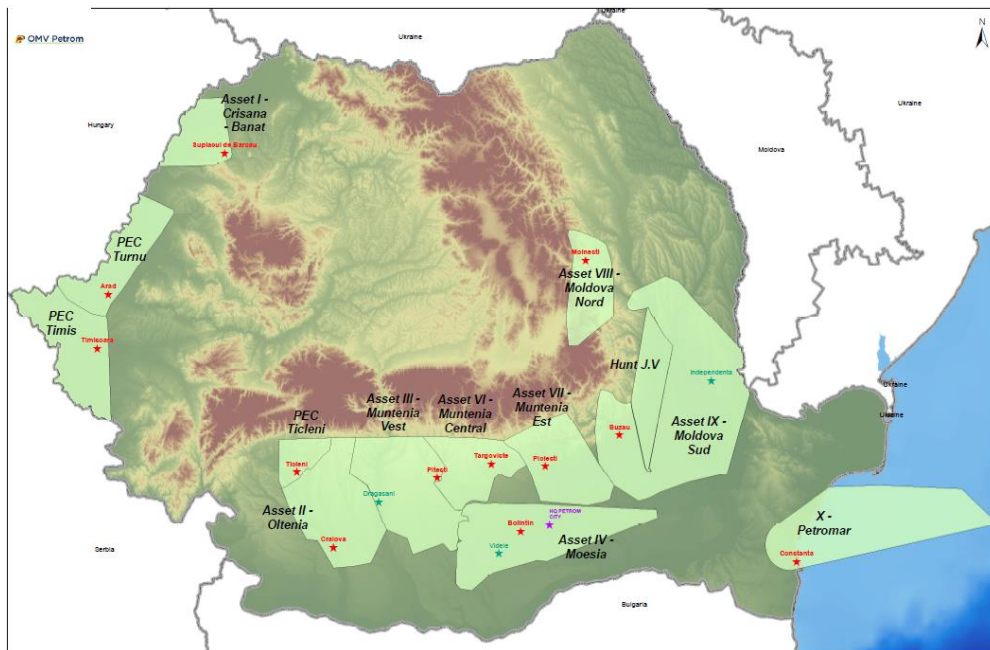 Ukraine
N
OMV Petrom
Ukraine
Asset I -
Crisana
- Banat
Hungary
Ukraine
Suplaoul de Barcau
Moldova
Ukraine
PEC
Turnu
Moinesti
Asset VIII -
Moldova
Nord
Arad
PEC
Timis
Timisoara
Hunt J.V
Independenta
Ukraine
Asset III -
Muntenia
Vest
Asset VI -
Muntenia
Central
Asset VII -
Muntenia
Est
PEC
Ticleni
Asset IX -
Moldova
Sud
Ukraine
Buzau
Ticleni
Pitesti
Targoviste
Ploiesti
Dragasani
Asset II -
Oltenia
HQ PETROM
CITY
Bolintin
X -
Petromar
Craiova
Videle
Asset IV -
Moesia
Serbia
Constanta
Bulgaria